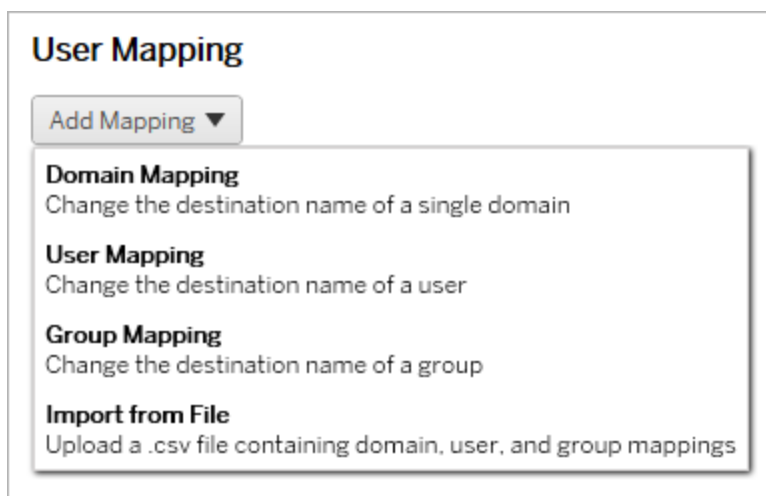 User Mapping
Add Mapping ▼
Domain Mapping
Change the destination name of a single domain
User Mapping
Change the destination name of a user
Group Mapping
Change the destination name of a group
Import from File
Upload a .csv file containing domain, user, and group mappings